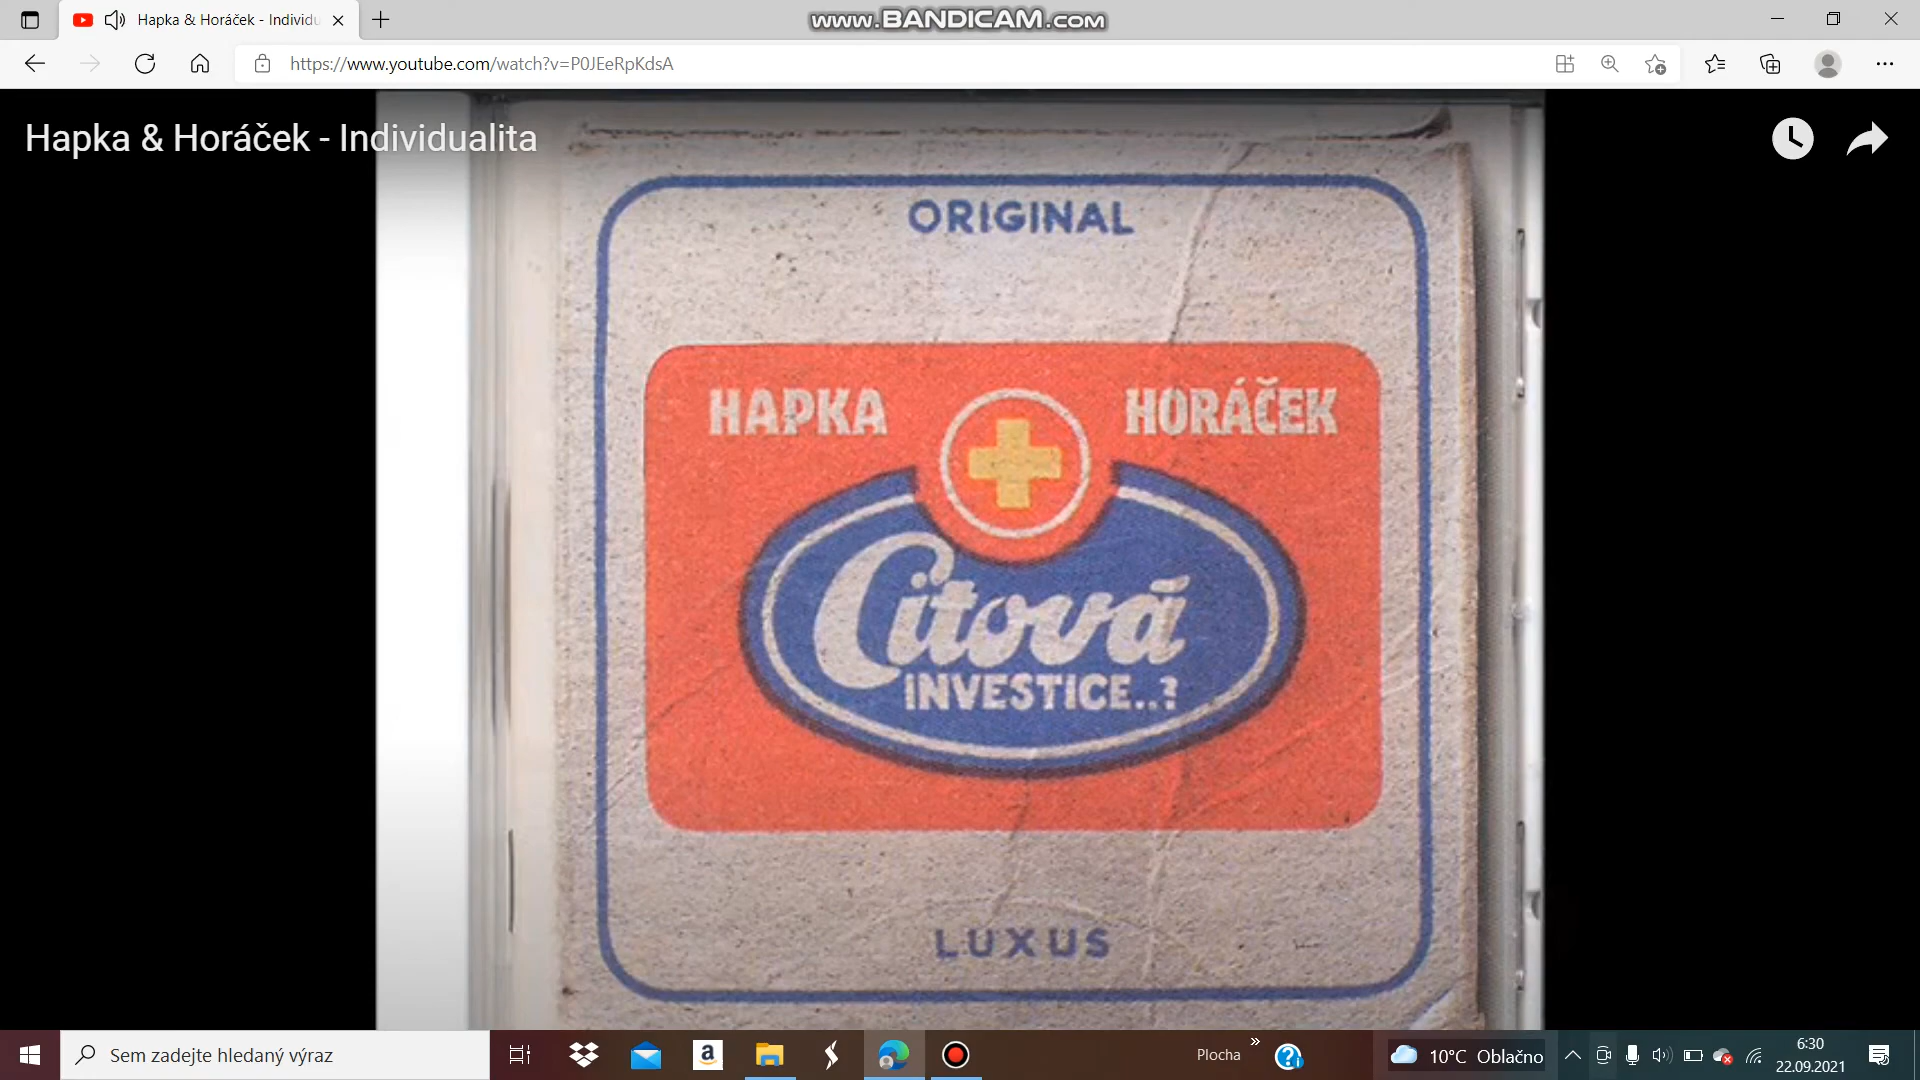 Hapka & Horáček - Individu
www.BANDICAM.com
https://www.youtube.com/watch?v=P0JEeRpKdsA
Hapka & Horáček - Individualita
ORIGINAL
HAPKA HORÁČEK
Citová
INVESTICE..?
LUXUS
Sem zadejte hledaný výraz
Plocha
10°C Oblačno
6:30
22.09.2021